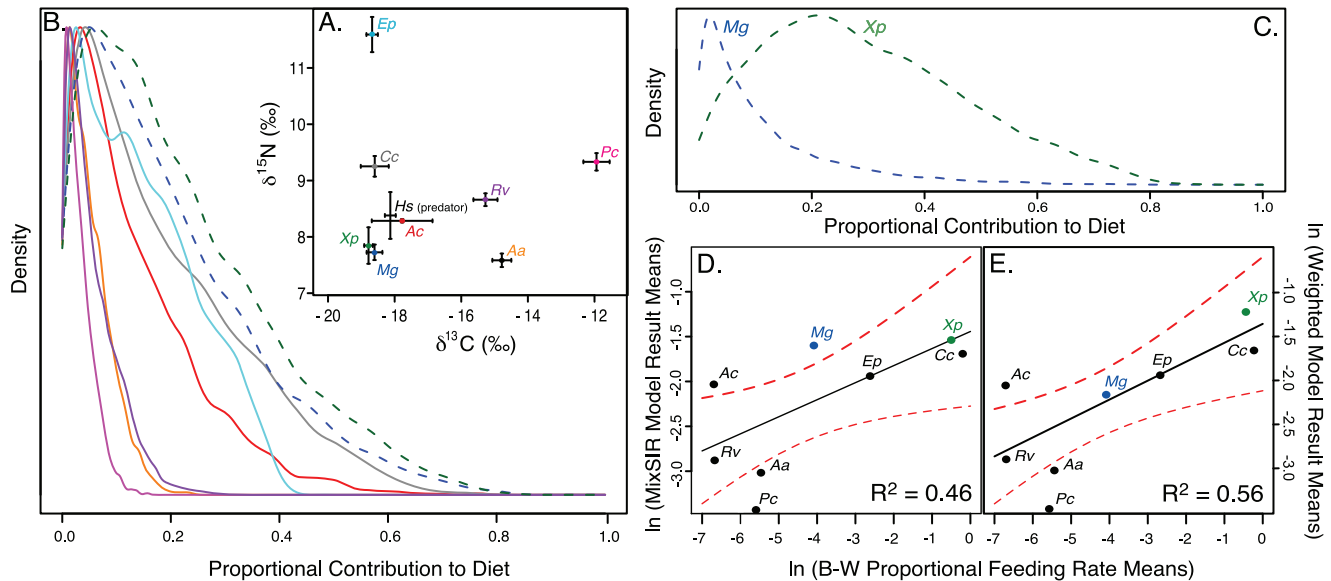 B.
Density
0.0 0.2 0.4 0.6 0.8 1.0
Proportional Contribution to Diet
A.
δ15N (‰)
11
10
9
8
7
Ep
Cc
Pc
Rv
Hs (predator)
Ac
Xp
Mg
Aa
- 20 - 18 - 16 - 14 - 12
δ13C (‰)
C.
Density
Mg
Xp
0.0 0.2 0.4 0.6 0.8 1.0
Proportional Contribution to Diet
D.
ln (MixSIR Model Result Means)
-1.0
-1.5
-2.0
-2.5
-3.0
Mg
Xp
Cc
Ep
Ac
Rv
Aa
Pc
R2 = 0.46
-7 -6 -5 -4 -3 -2 -1 0
E.
Xp
Cc
Ep
Ac
Mg
Rv
Aa
Pc
R2 = 0.56
-7 -6 -5 -4 -3 -2 -1 0
-1.0
-1.5
-2.0
-2.5
-3.0
ln (Weighted Model Result Means)
ln (B-W Proportional Feeding Rate Means)